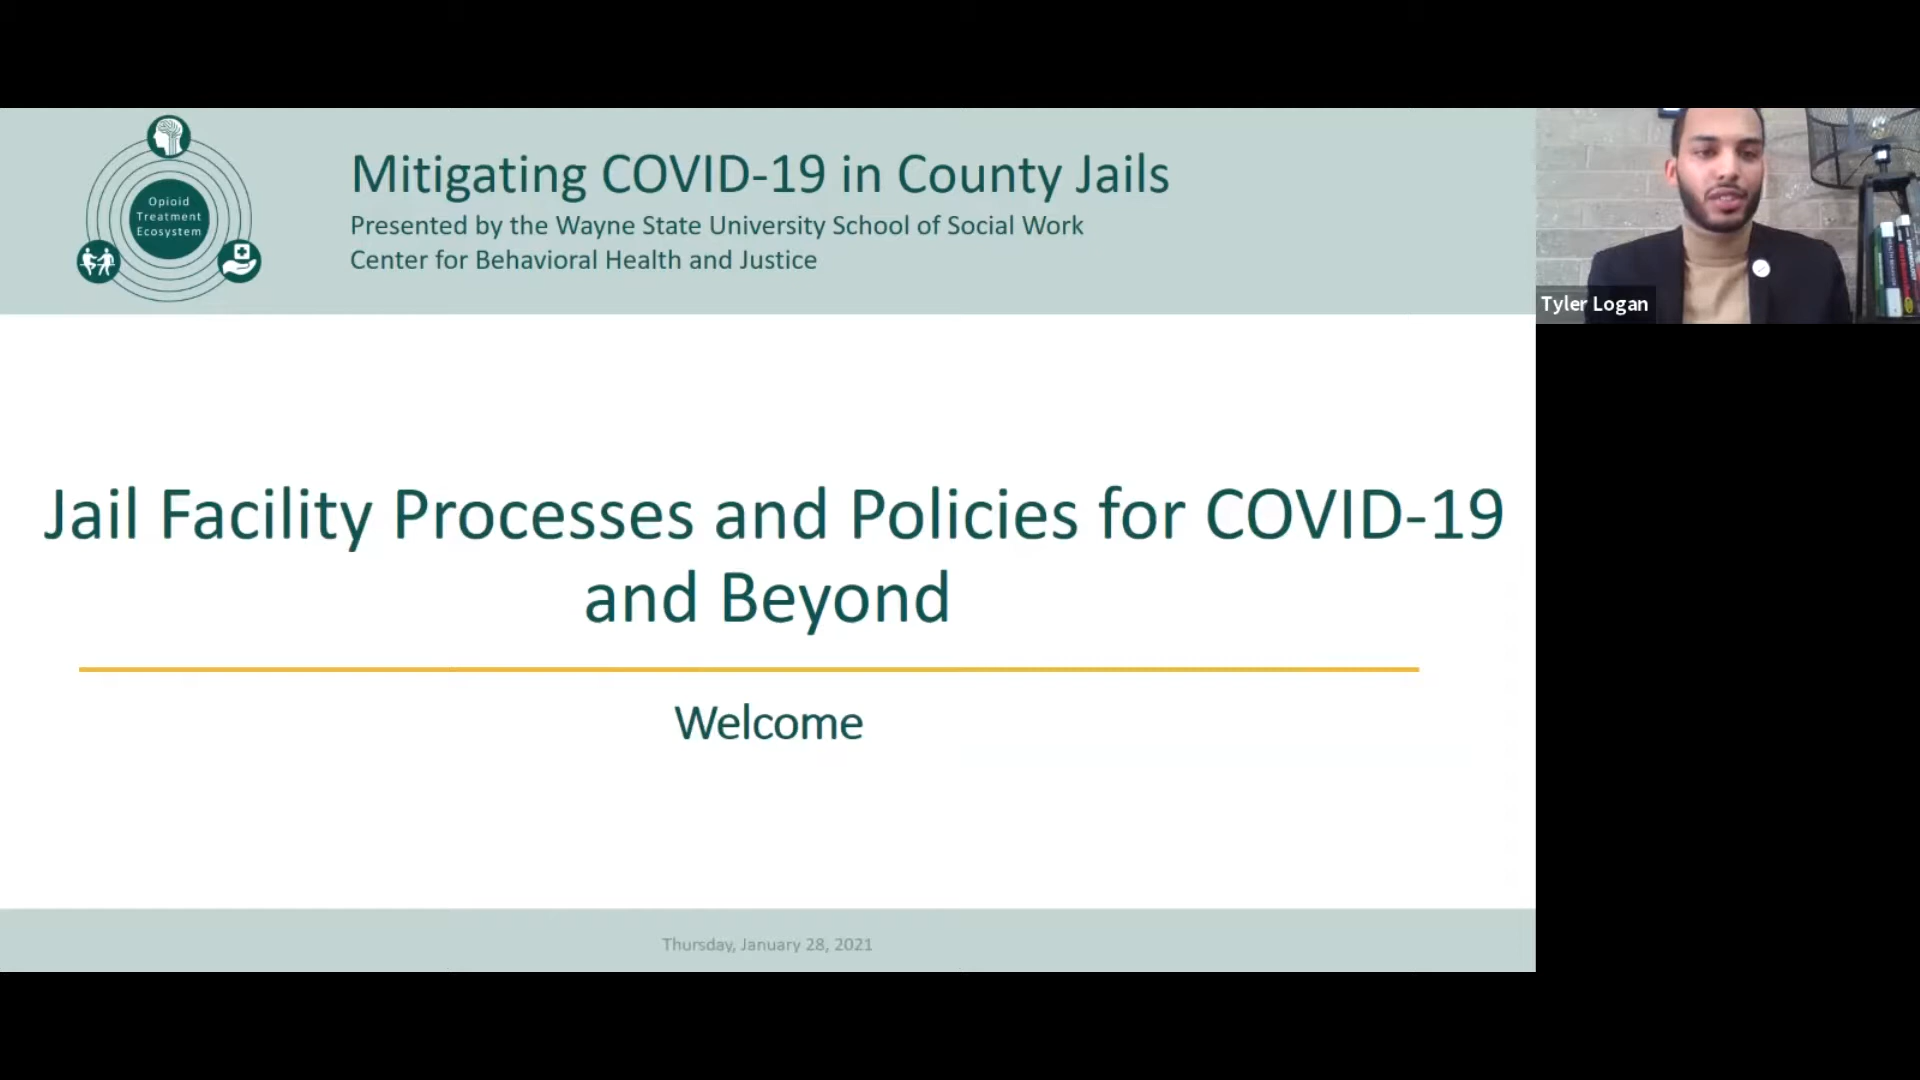 Opioid
Treatment
Ecosystem
Mitigating COVID-19 in County Jails
Presented by the Wayne State University School of Social Work
Center for Behavioral Health and Justice
Tyler Logan
Jail Facility Processes and Policies for COVID-19
and Beyond
Welcome
Thursday, January 28, 2021